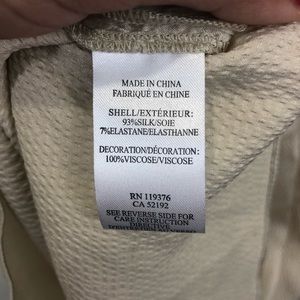 MADE IN CHINA
FABRIQUÉ EN CHINE
SHELL/EXTÉRIEUR:
93%SILK/SOIE
7%ELASTANE/ELASTHANNE
DECORATION/DÉCORATION:
100%VISCOSE/VISCOSE
RN 119376
CA 52192
SEE REVERSE SIDE FOR
CARE INSTRUCTION
DIRECTIVE